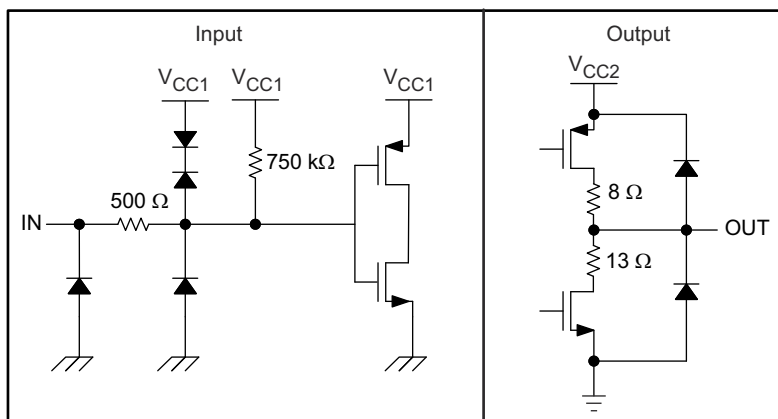 Input
Output
VCC1
VCC1
VCC1
VCC2
750 kΩ
500 Ω
IN
8 Ω
OUT
13 Ω